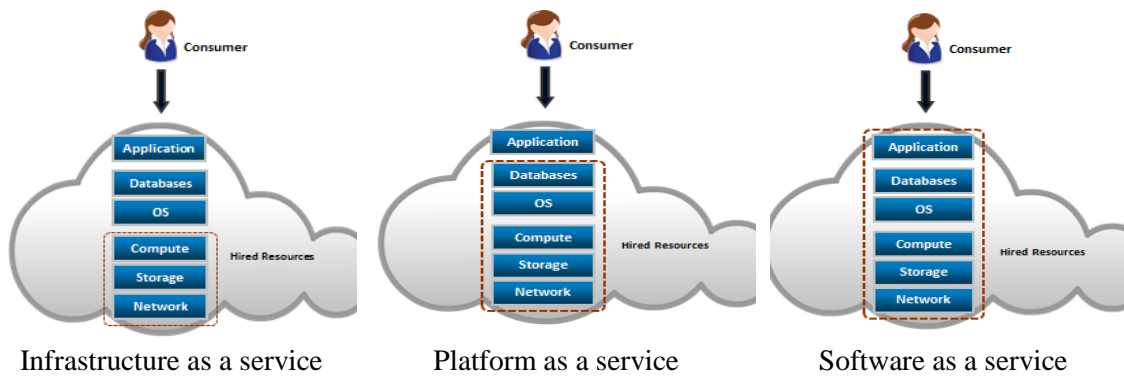 Consumer
Application
Databases
OS
Compute
Storage
Network
Hired Resources
Infrastructure as a service
Consumer
Application
Databases
OS
Compute
Storage
Network
Hired Resources
Platform as a service
Consumer
Application
Databases
OS
Compute
Storage
Network
Hired Resources
Software as a service